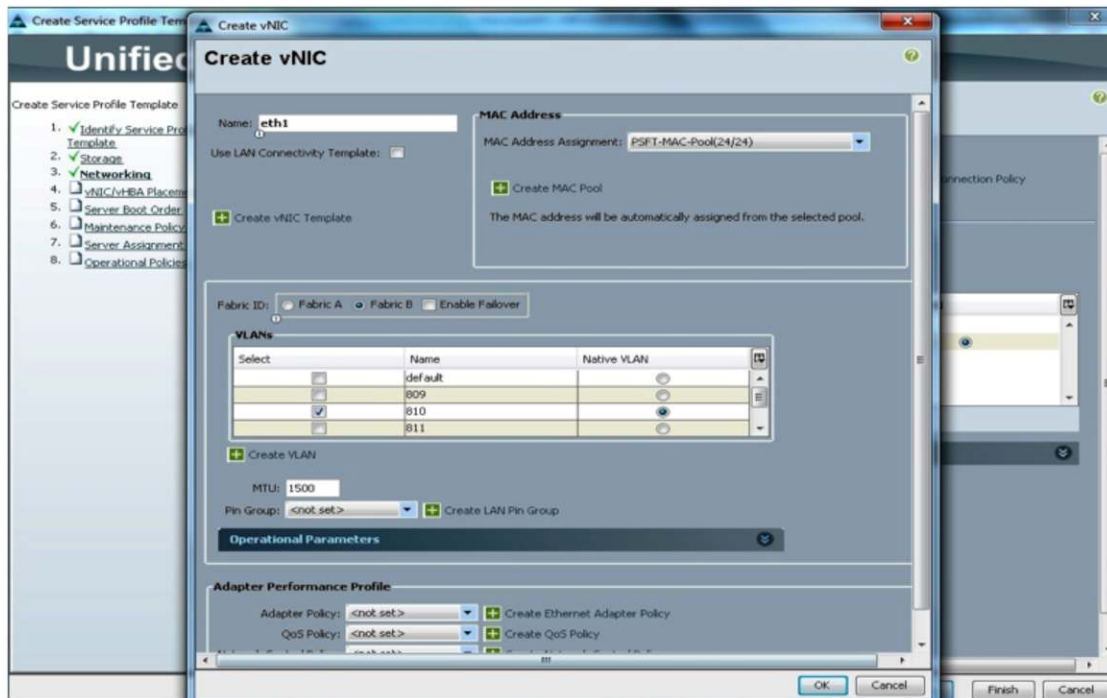 Create Service Profile Tem
Unified
Create Service Profile Template
1. Identify Service Pro
Template
2. Storage
3. Networking
4. vNIC/vHBA Placeme
5. Server Boot Order
6. Maintenance Policy
7. Server Assignment
8. Operational Policies
Create vNIC
Create vNIC
Name: eth1
Use LAN Connectivity Template:
Create vNIC Template
MAC Address
MAC Address Assignment: PSFT-MAC-Pool(24/24)
Create MAC Pool
The MAC address will be automatically assigned from the selected pool.
Fabric ID: Fabric A Fabric B Enable Failover
VLANs
Select Name Native VLAN
default
809
810
811
Create VLAN
MTU: 1500
Pin Group: <not set> Create LAN Pin Group
Operational Parameters
Adapter Performance Profile
Adapter Policy: <not set> Create Ethernet Adapter Policy
QoS Policy: <not set> Create QoS Policy
OK Cancel
onnection Policy
Finish Cancel